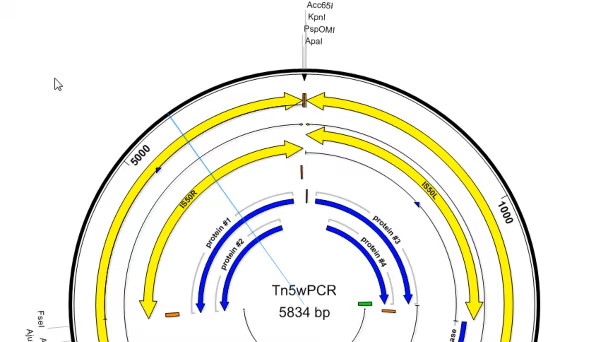 Acc65I
KpnI
PspOMI
ApaI
5000
1000
IS50R
IS50L
protein #1
protein #2
protein #3
protein #4
Tn5wPCR
5834 bp
FseI